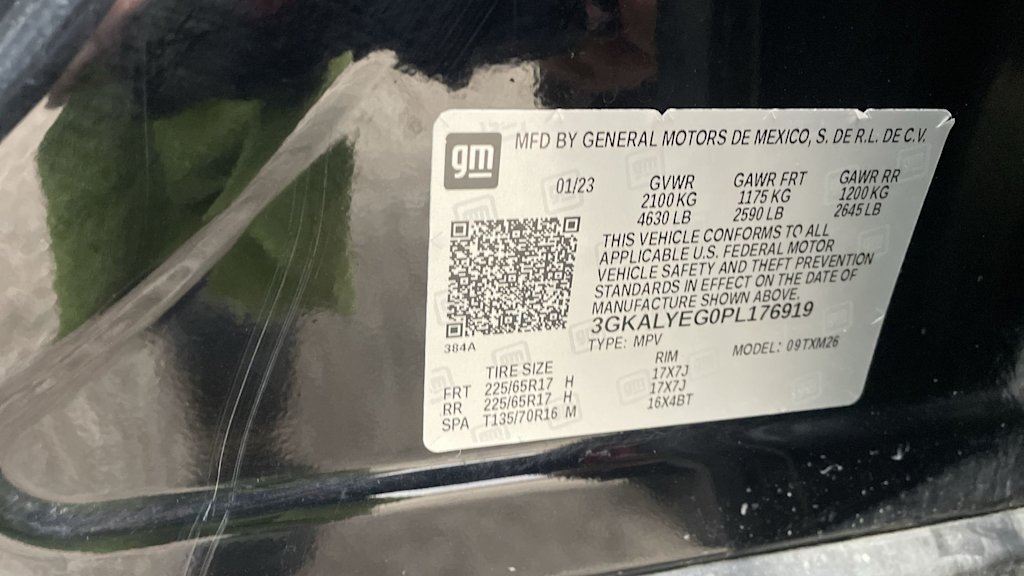 gm
MFD BY GENERAL MOTORS DE MEXICO, S. DE R.L. DE C.V.
01/23 GVWR GAWR FRT GAWR RR
2100 KG 1175 KG 1200 KG
4630 LB 2590 LB 2645 LB
THIS VEHICLE CONFORMS TO ALL
APPLICABLE U.S. FEDERAL MOTOR
VEHICLE SAFETY AND THEFT PREVENTION
STANDARDS IN EFFECT ON THE DATE OF
MANUFACTURE SHOWN ABOVE.
3GKALYEG0PL176919
384A
TYPE: MPV MODEL: 09TXM26
TIRE SIZE RIM
FRT 225/65R17 H 17X7J
RR 225/65R17 H 17X7J
SPA T135/70R16 M 16X4BT